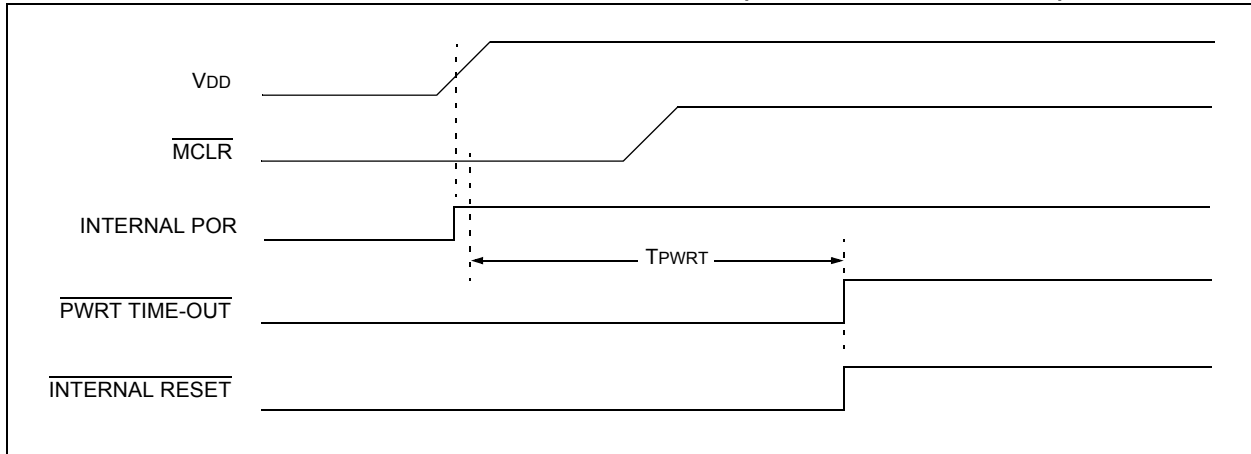 VDD
MCLR
INTERNAL POR
TPWRT
PWRT TIME-OUT
INTERNAL RESET